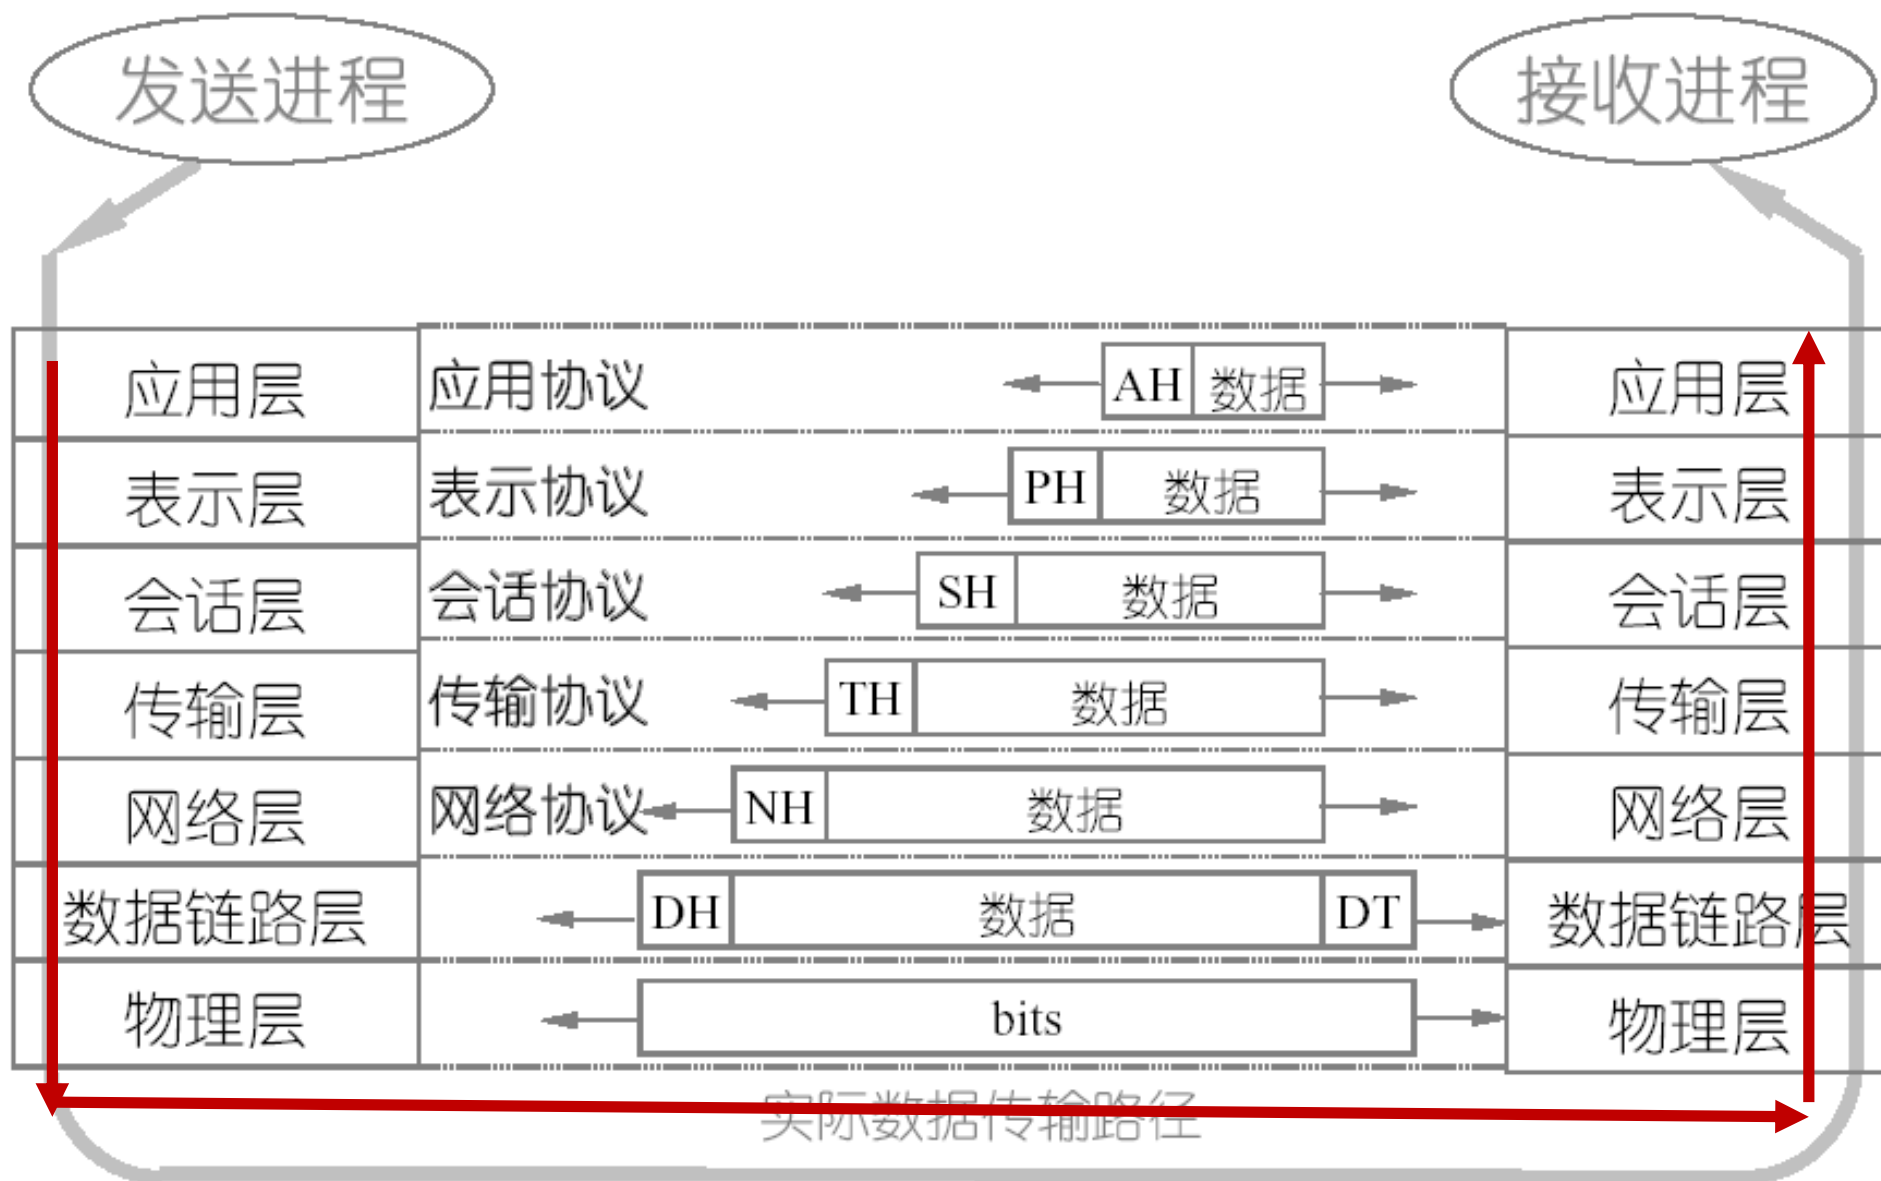 发送进程 接收进程
应用层 应用协议 AH 数据 应用层
表示层 表示协议 PH 数据 表示层
会话层 会话协议 SH 数据 会话层
传输层 传输协议 TH 数据 传输层
网络层 网络协议 NH 数据 网络层
数据链路层 DH 数据 DT 数据链路层
物理层 bits 物理层
实际数据传输路径